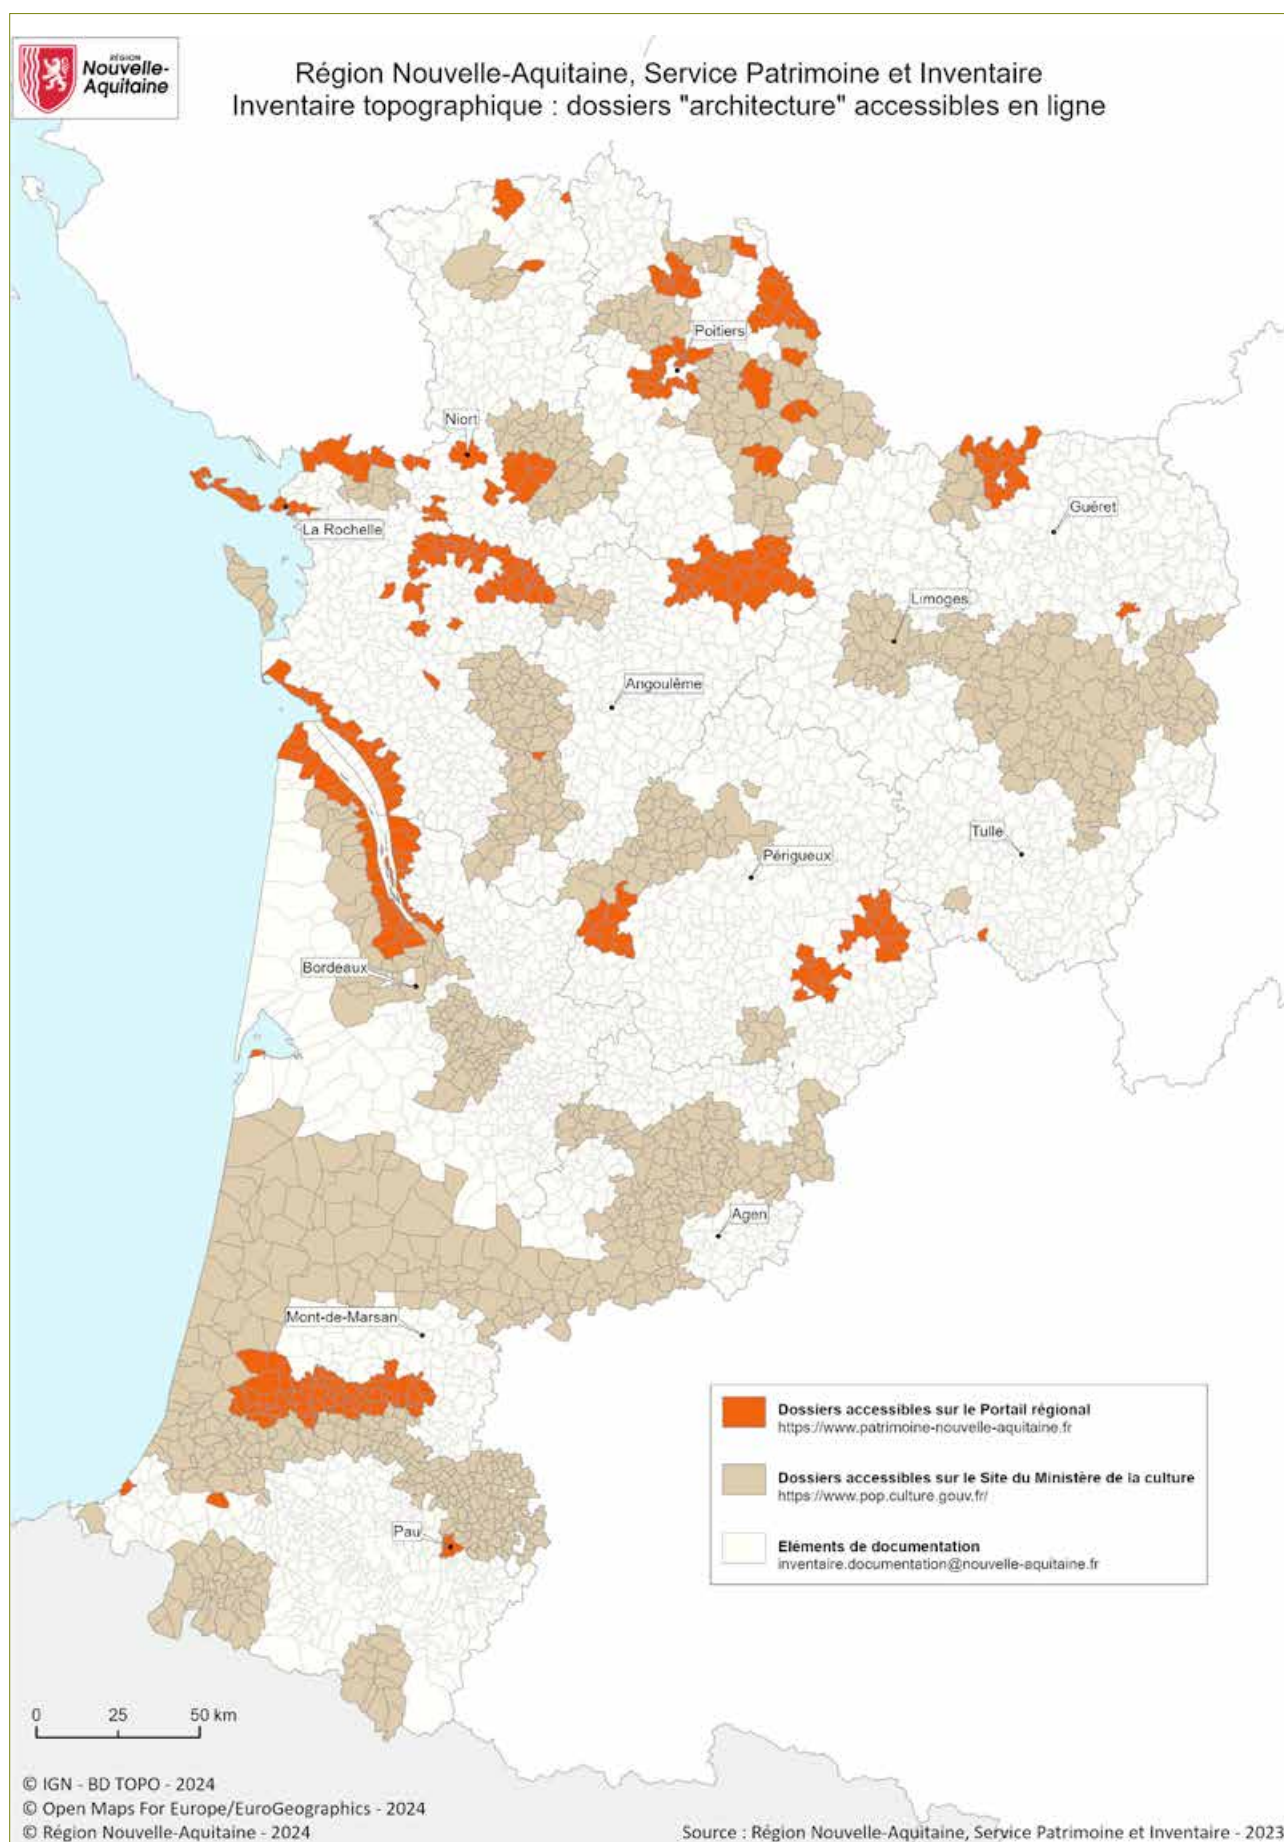 RÉGION
Nouvelle-
Aquitaine
Région Nouvelle-Aquitaine, Service Patrimoine et Inventaire
Inventaire topographique : dossiers "architecture" accessibles en ligne
Poitiers
Niort
La Rochelle
Guéret
Limoges
Angoulême
Tulle
Périgueux
Bordeaux
Agen
Mont-de-Marsan
Pau
Dossiers accessibles sur le Portail régional
https://www.patrimoine-nouvelle-aquitaine.fr
Dossiers accessibles sur le Site du Ministère de la culture
https://www.pop.culture.gouv.fr/
Eléments de documentation
inventaire.documentation@nouvelle-aquitaine.fr
0 25 50 km
© IGN - BD TOPO - 2024
© Open Maps For Europe/EuroGeographics - 2024
© Région Nouvelle-Aquitaine - 2024
Source : Région Nouvelle-Aquitaine, Service Patrimoine et Inventaire - 2023